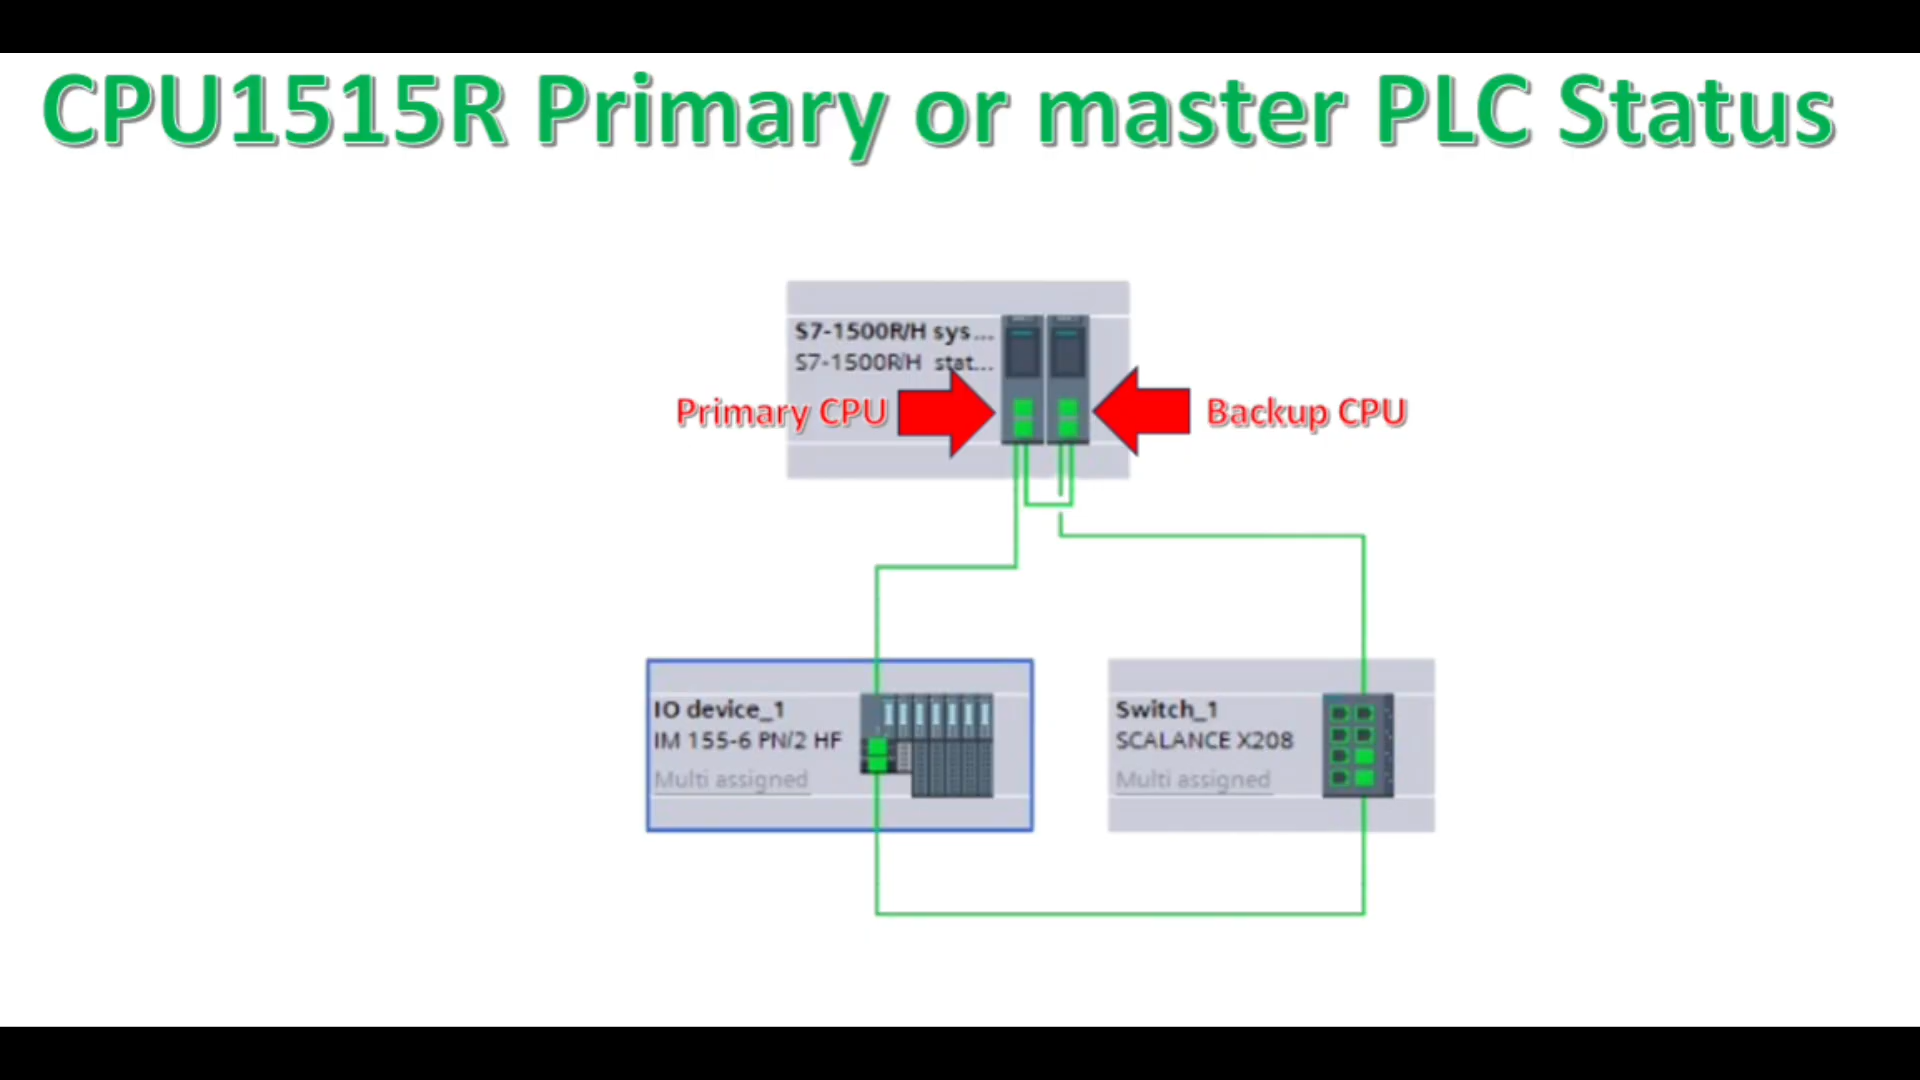 CPU1515R Primary or master PLC Status
S7-1500R/H sys...
S7-1500R/H stat...
Primary CPU
Backup CPU
IO device_1
IM 155-6 PN/2 HF
Multi assigned
Switch_1
SCALANCE X208
Multi assigned